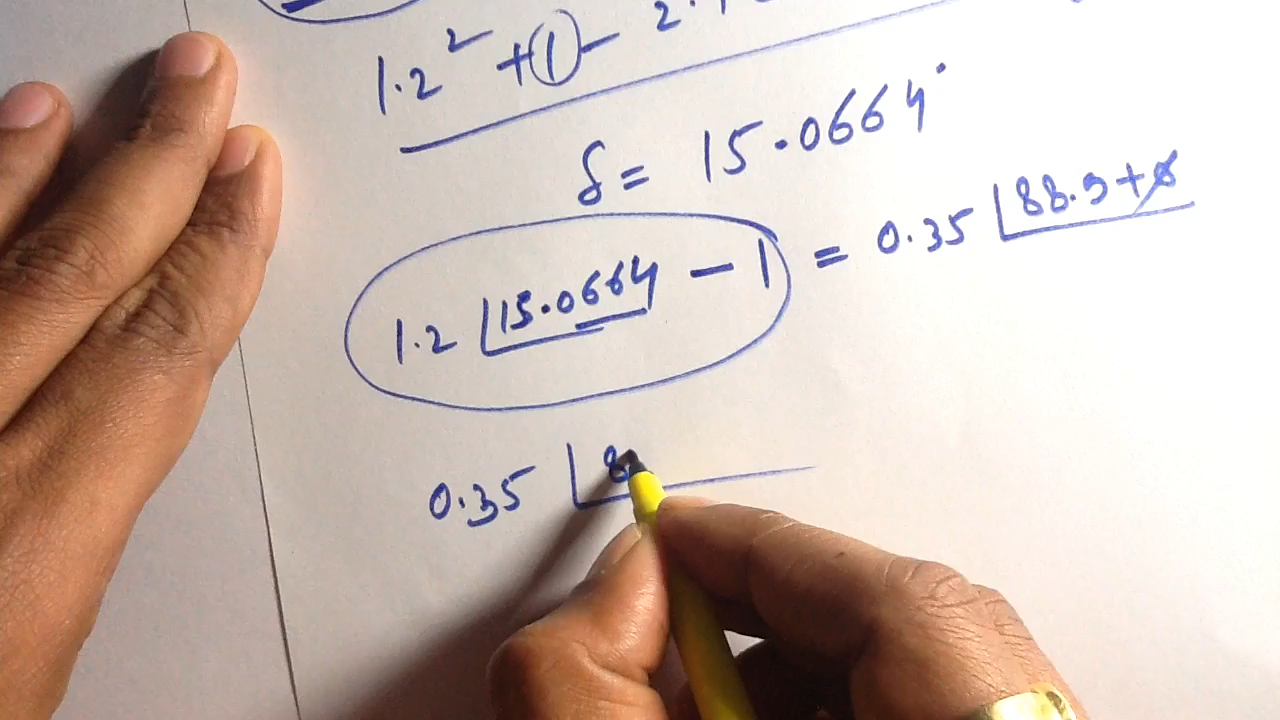 1.2² + 1 − 2.
δ = 15.0664°
1.2 ∠15.0664 − 1 = 0.35 ∠88.9+
0.35 ∠8